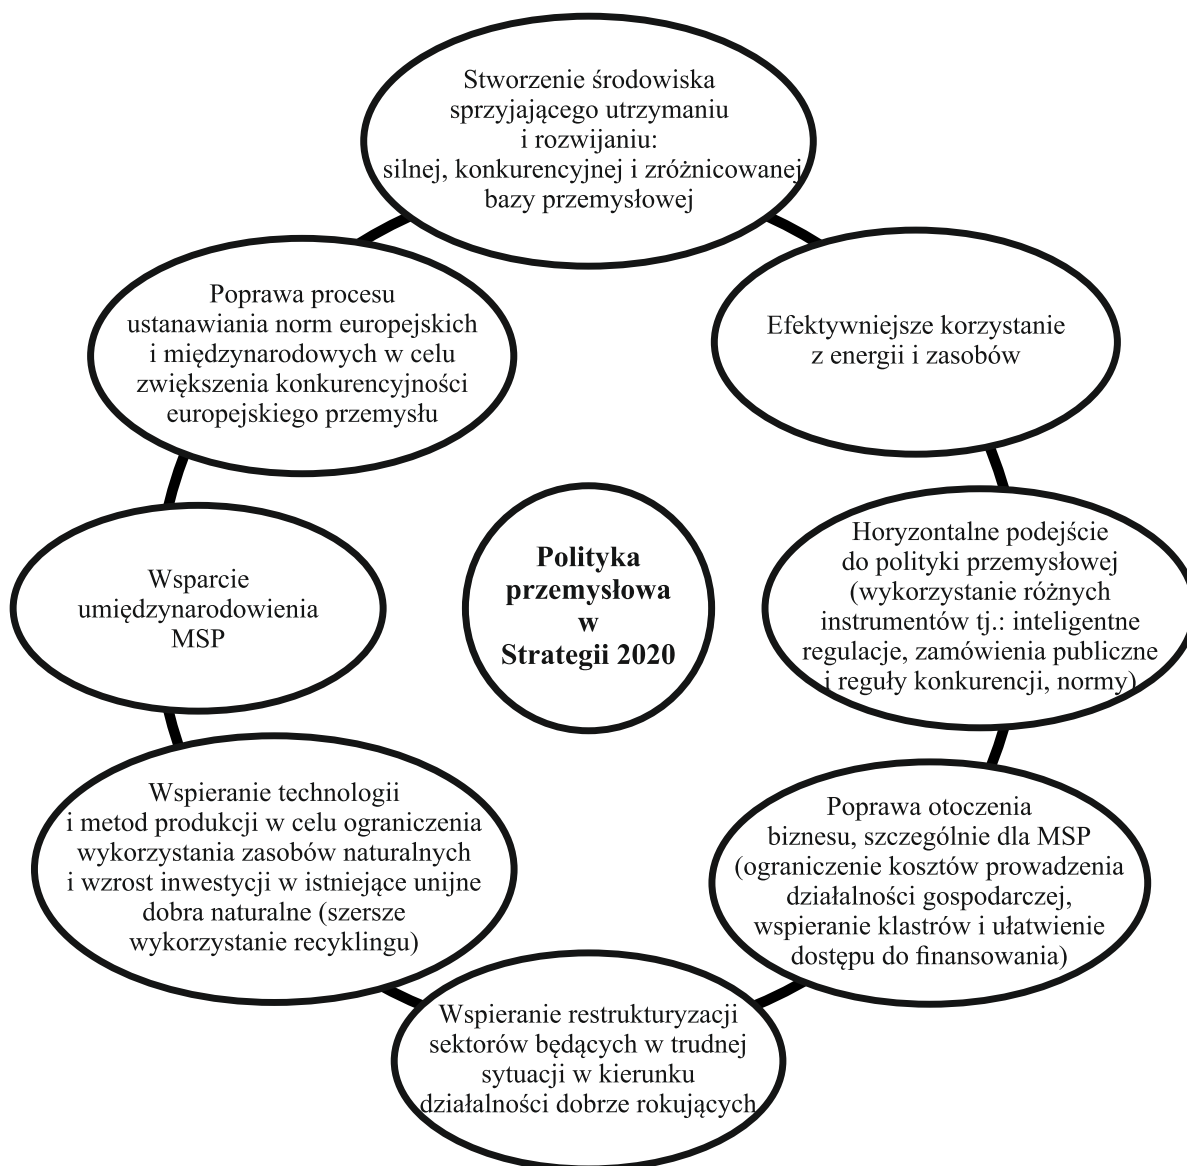 Stworzenie środowiska
sprzyjającego utrzymaniu
i rozwijaniu:
silnej, konkurencyjnej i zróżnicowanej
bazy przemysłowej
Efektywniejsze korzystanie
z energii i zasobów
Horyzontalne podejście
do polityki przemysłowej
(wykorzystanie różnych
instrumentów tj.: inteligentne
regulacje, zamówienia publiczne
i reguły konkurencji, normy)
Poprawa otoczenia
biznesu, szczególnie dla MSP
(ograniczenie kosztów prowadzenia
działalności gospodarczej,
wspieranie klastrów i ułatwienie
dostępu do finansowania)
Wspieranie restrukturyzacji
sektorów będących w trudnej
sytuacji w kierunku
działalności dobrze rokujących
Wspieranie technologii
i metod produkcji w celu ograniczenia
wykorzystania zasobów naturalnych
i wzrost inwestycji w istniejące unijne
dobra naturalne (szersze
wykorzystanie recyklingu)
Wsparcie
umiędzynarodowienia
MSP
Poprawa procesu
ustanawiania norm europejskich
i międzynarodowych w celu
zwiększenia konkurencyjności
europejskiego przemysłu
Polityka
przemysłowa
w
Strategii 2020